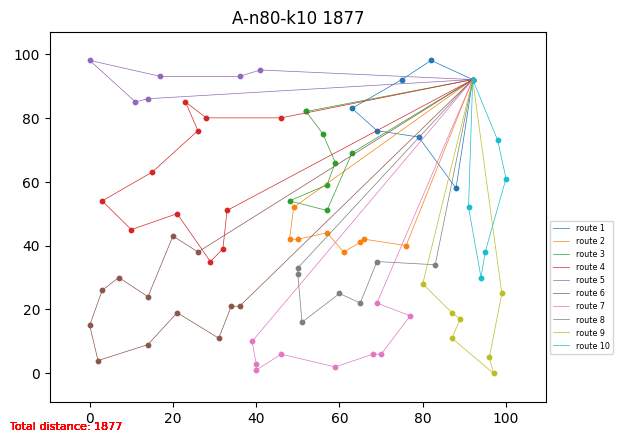 A-n80-k10 1877
100
80
60
40
20
0
0 20 40 60 80 100
route 1
route 2
route 3
route 4
route 5
route 6
route 7
route 8
route 9
route 10
Total distance: 1877